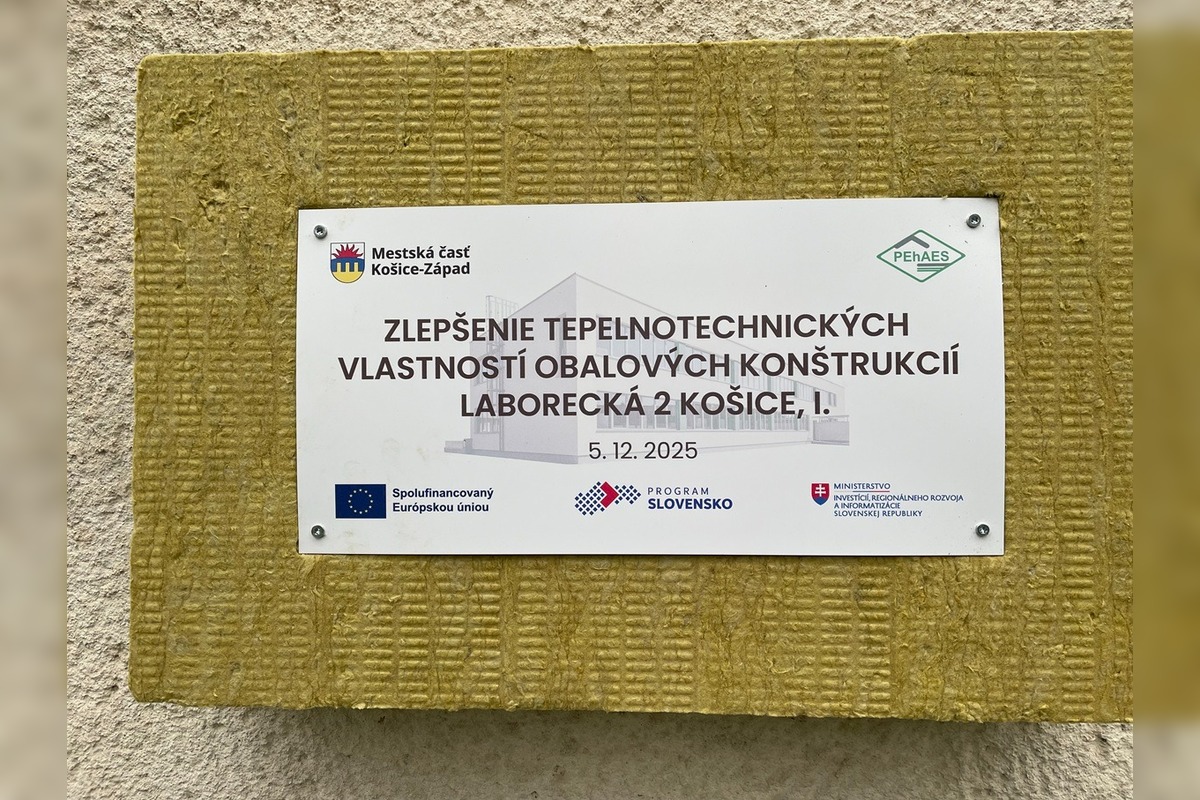 Mestská časť
Košice-Západ
PEhAES
ZLEPŠENIE TEPELNOTECHNICKÝCH
VLASTNOSTÍ OBALOVÝCH KONŠTRUKCIÍ
LABORECKÁ 2 KOŠICE, I.
5. 12. 2025
Spolufinancovaný
Európskou úniou
PROGRAM
SLOVENSKO
MINISTERSTVO
INVESTÍCIÍ, REGIONÁLNEHO ROZVOJA
A INFORMATIZÁCIE
SLOVENSKEJ REPUBLIKY